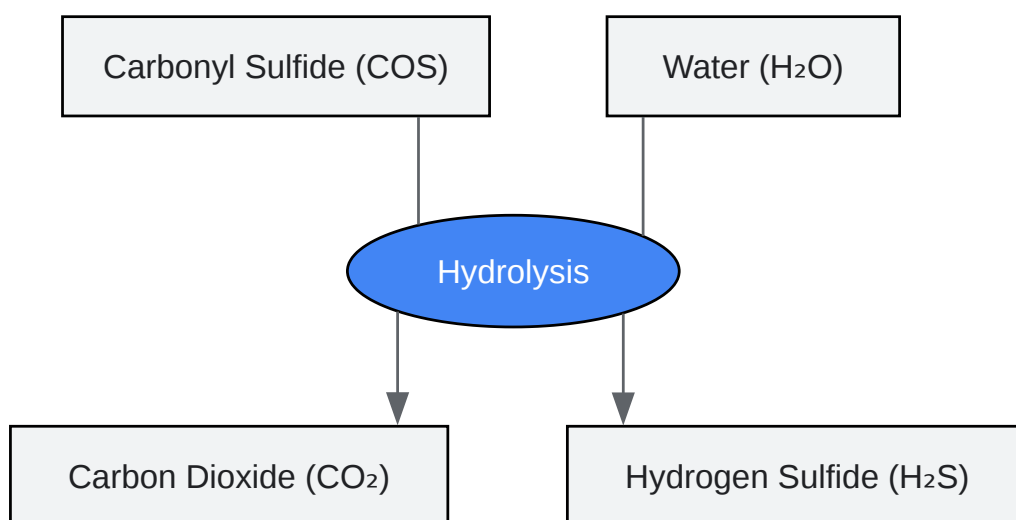 Carbonyl Sulfide (COS)
Water (H₂O)
Hydrolysis
Carbon Dioxide (CO₂)
Hydrogen Sulfide (H₂S)